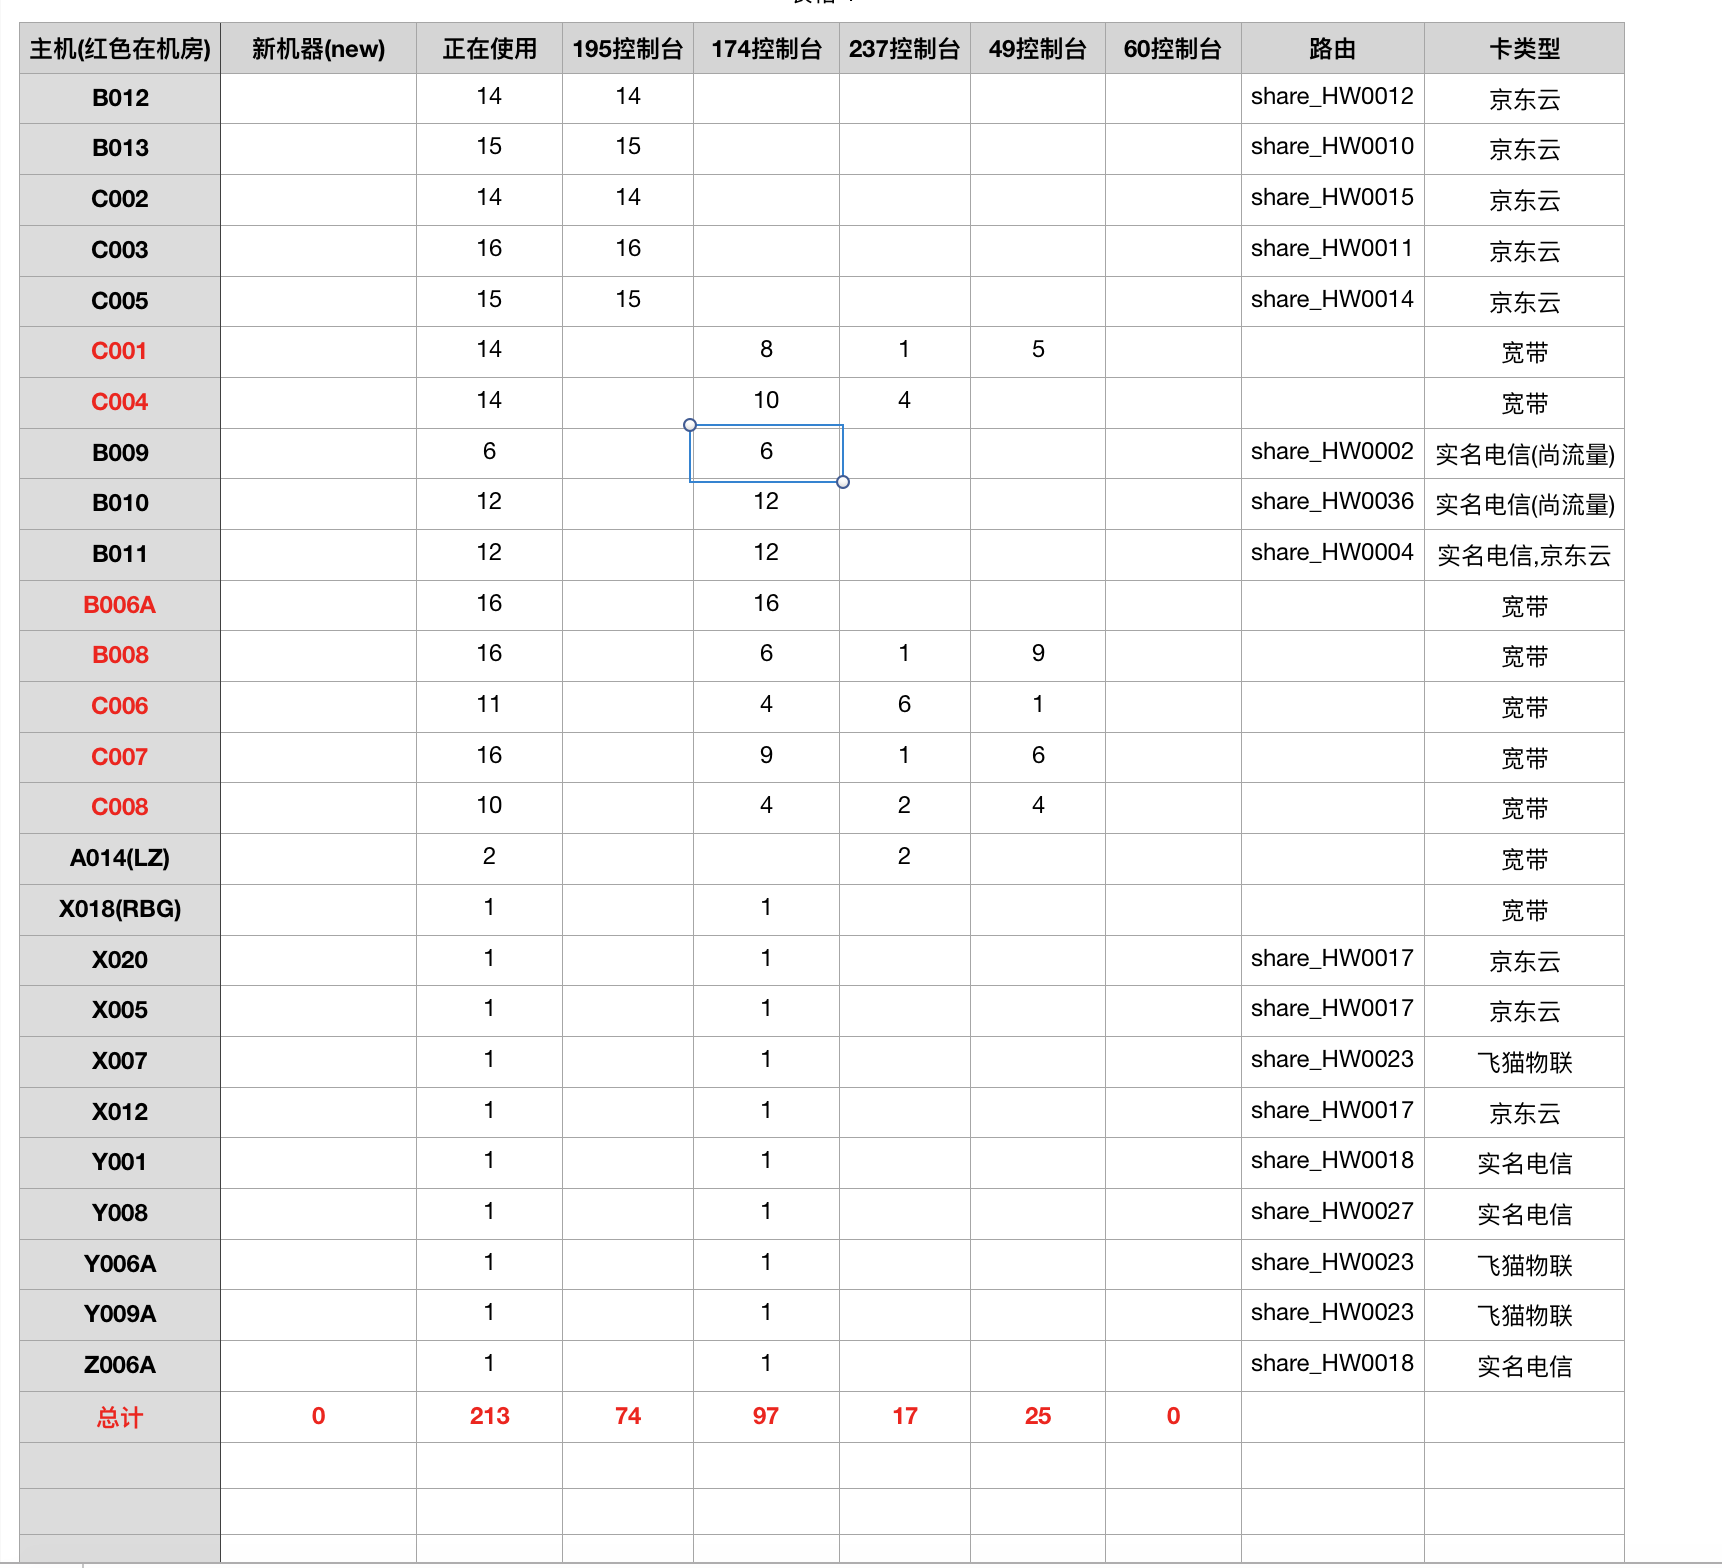 主机(红色在机房) 新机器(new) 正在使用 195控制台 174控制台 237控制台 49控制台 60控制台 路由 卡类型
B012 14 14 share_HW0012 京东云
B013 15 15 share_HW0010 京东云
C002 14 14 share_HW0015 京东云
C003 16 16 share_HW0011 京东云
C005 15 15 share_HW0014 京东云
C001 14 8 1 5 宽带
C004 14 10 4 宽带
B009 6 6 share_HW0002 实名电信(尚流量)
B010 12 12 share_HW0036 实名电信(尚流量)
B011 12 12 share_HW0004 实名电信,京东云
B006A 16 16 宽带
B008 16 6 1 9 宽带
C006 11 4 6 1 宽带
C007 16 9 1 6 宽带
C008 10 4 2 4 宽带
A014(LZ) 2 2 宽带
X018(RBG) 1 1 宽带
X020 1 1 share_HW0017 京东云
X005 1 1 share_HW0017 京东云
X007 1 1 share_HW0023 飞猫物联
X012 1 1 share_HW0017 京东云
Y001 1 1 share_HW0018 实名电信
Y008 1 1 share_HW0027 实名电信
Y006A 1 1 share_HW0023 飞猫物联
Y009A 1 1 share_HW0023 飞猫物联
Z006A 1 1 share_HW0018 实名电信
总计 0 213 74 97 17 25 0